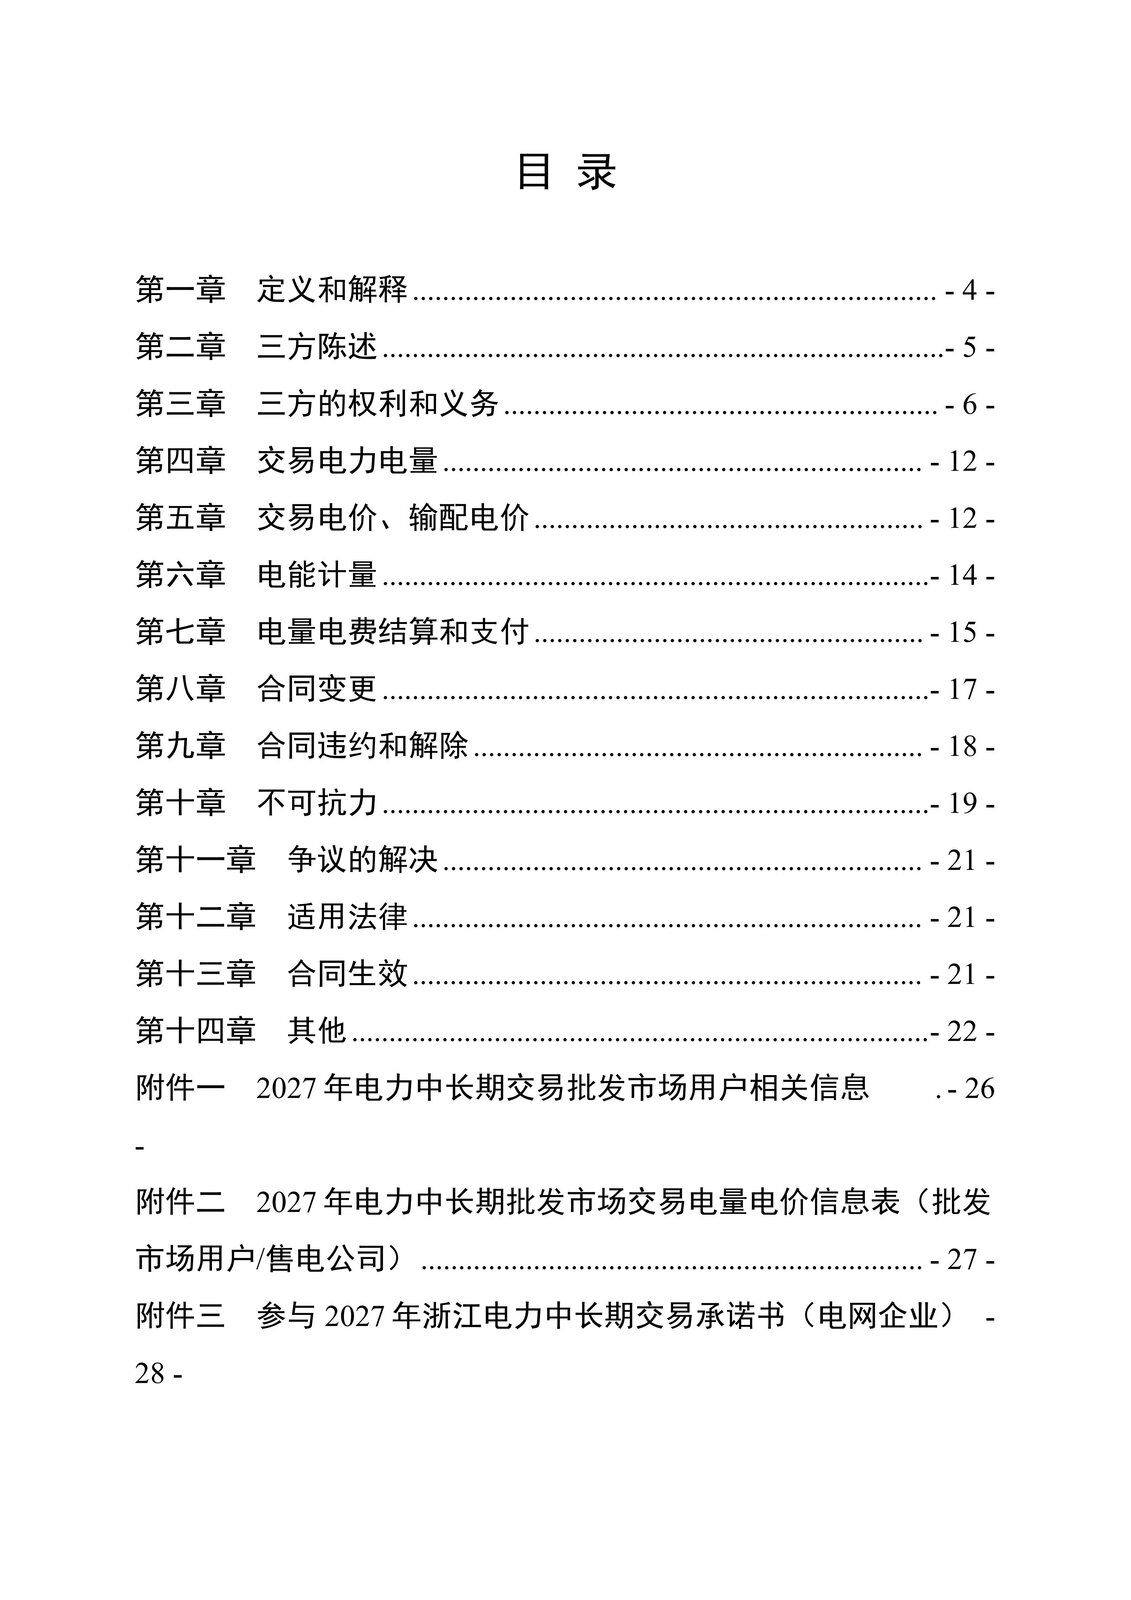 目 录
第一章 定义和解释........................................................................ - 4 -
第二章 三方陈述............................................................................- 5 -
第三章 三方的权利和义务........................................................... - 6 -
第四章 交易电力电量................................................................. - 12 -
第五章 交易电价、输配电价..................................................... - 12 -
第六章 电能计量..........................................................................- 14 -
第七章 电量电费结算和支付..................................................... - 15 -
第八章 合同变更..........................................................................- 17 -
第九章 合同违约和解除............................................................. - 18 -
第十章 不可抗力..........................................................................- 19 -
第十一章 争议的解决................................................................. - 21 -
第十二章 适用法律..................................................................... - 21 -
第十三章 合同生效..................................................................... - 21 -
第十四章 其他..............................................................................- 22 -
附件一 2027 年电力中长期交易批发市场用户相关信息 .- 26
-
附件二 2027 年电力中长期批发市场交易电量电价信息表（批发
市场用户/售电公司）.................................................................... - 27 -
附件三 参与 2027 年浙江电力中长期交易承诺书（电网企业） -
28 -